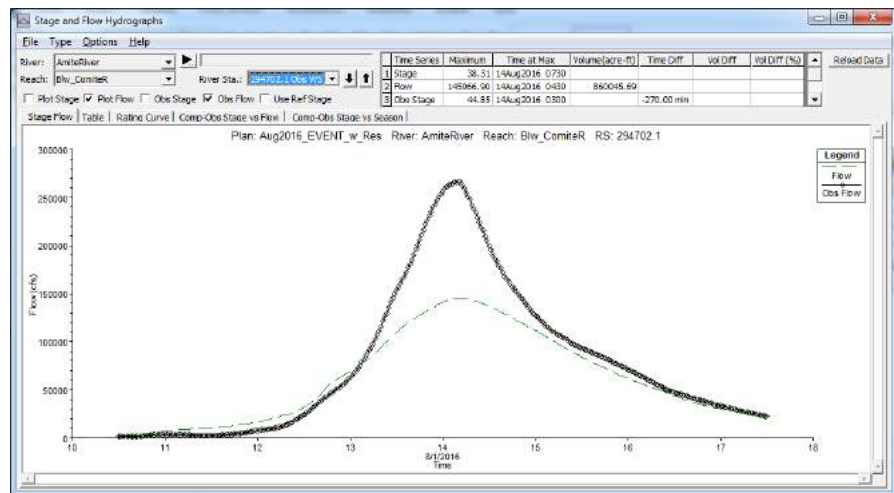 Stage and Flow Hydrographs
File Type Options Help
River: AmiteRiver
Reach: Blw_ComiteR River Sta.: 294702.1 Obs WS
Plot Stage Plot Flow Obs Stage Obs Flow Use Ref Stage
Time Series Maximum Time at Max Volume(acre-ft) Time Diff Vol Diff Vol Diff (%)
1 Stage 38.31 14Aug2016 0730
2 Flow 145066.90 14Aug2016 0430 860045.69
3 Obs Stage 44.85 14Aug2016 0300 -270.00 min
Reload Data
Stage Flow Table Rating Curve Comp-Obs Stage vs Flow Comp-Obs Stage vs Season
Plan: Aug2016_EVENT_w_Res River: AmiteRiver Reach: Blw_ComiteR RS: 294702.1
Legend
Flow
Obs Flow
300000
250000
200000
150000
100000
50000
0
Flow (cfs)
10 11 12 13 14 15 16 17 18
8/1/2016
Time